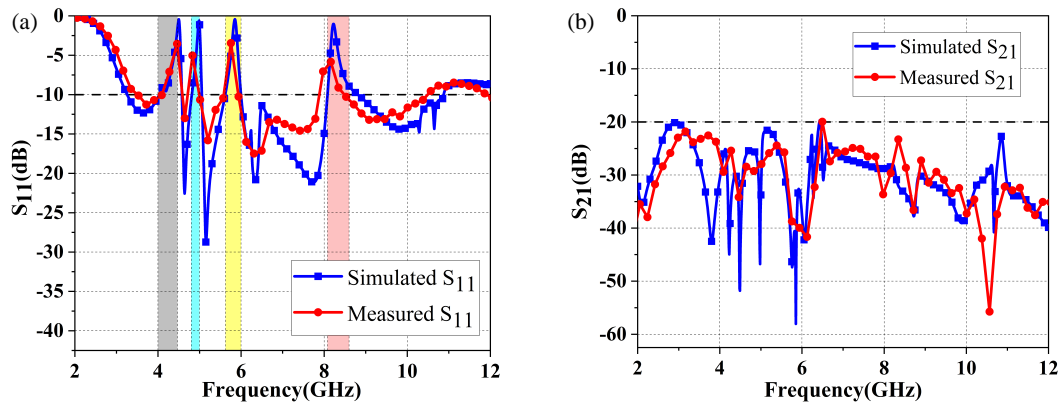 (a)
0
-5
-10
-15
-20
-25
-30
-35
-40
S11(dB)
Simulated S11
Measured S11
2
4
6
8
10
12
Frequency(GHz)
(b)
0
-10
-20
-30
-40
-50
-60
S21(dB)
Simulated S21
Measured S21
2
4
6
8
10
12
Frequency(GHz)